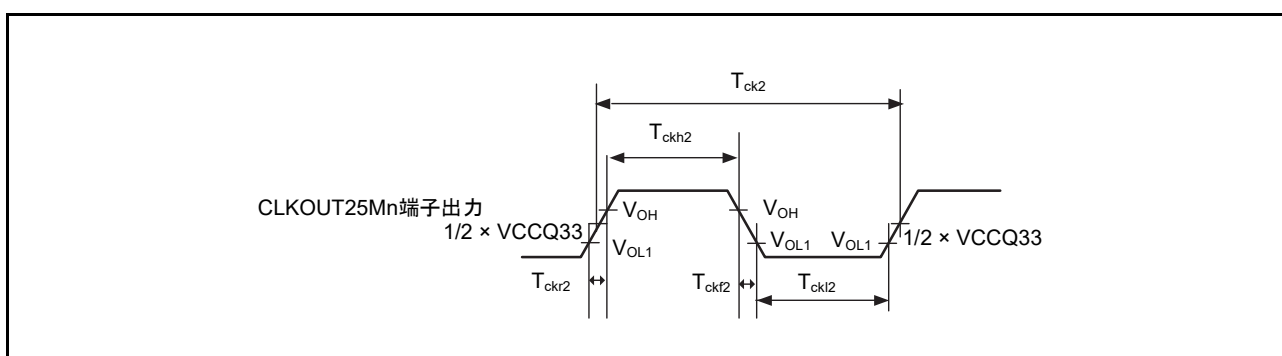 Tck2
Tckh2
CLKOUT25Mn端子出力
1/2 × VCCQ33
VOH
VOL1
VOH
VOL1
VOL1
1/2 × VCCQ33
Tckr2
Tckf2
Tckl2